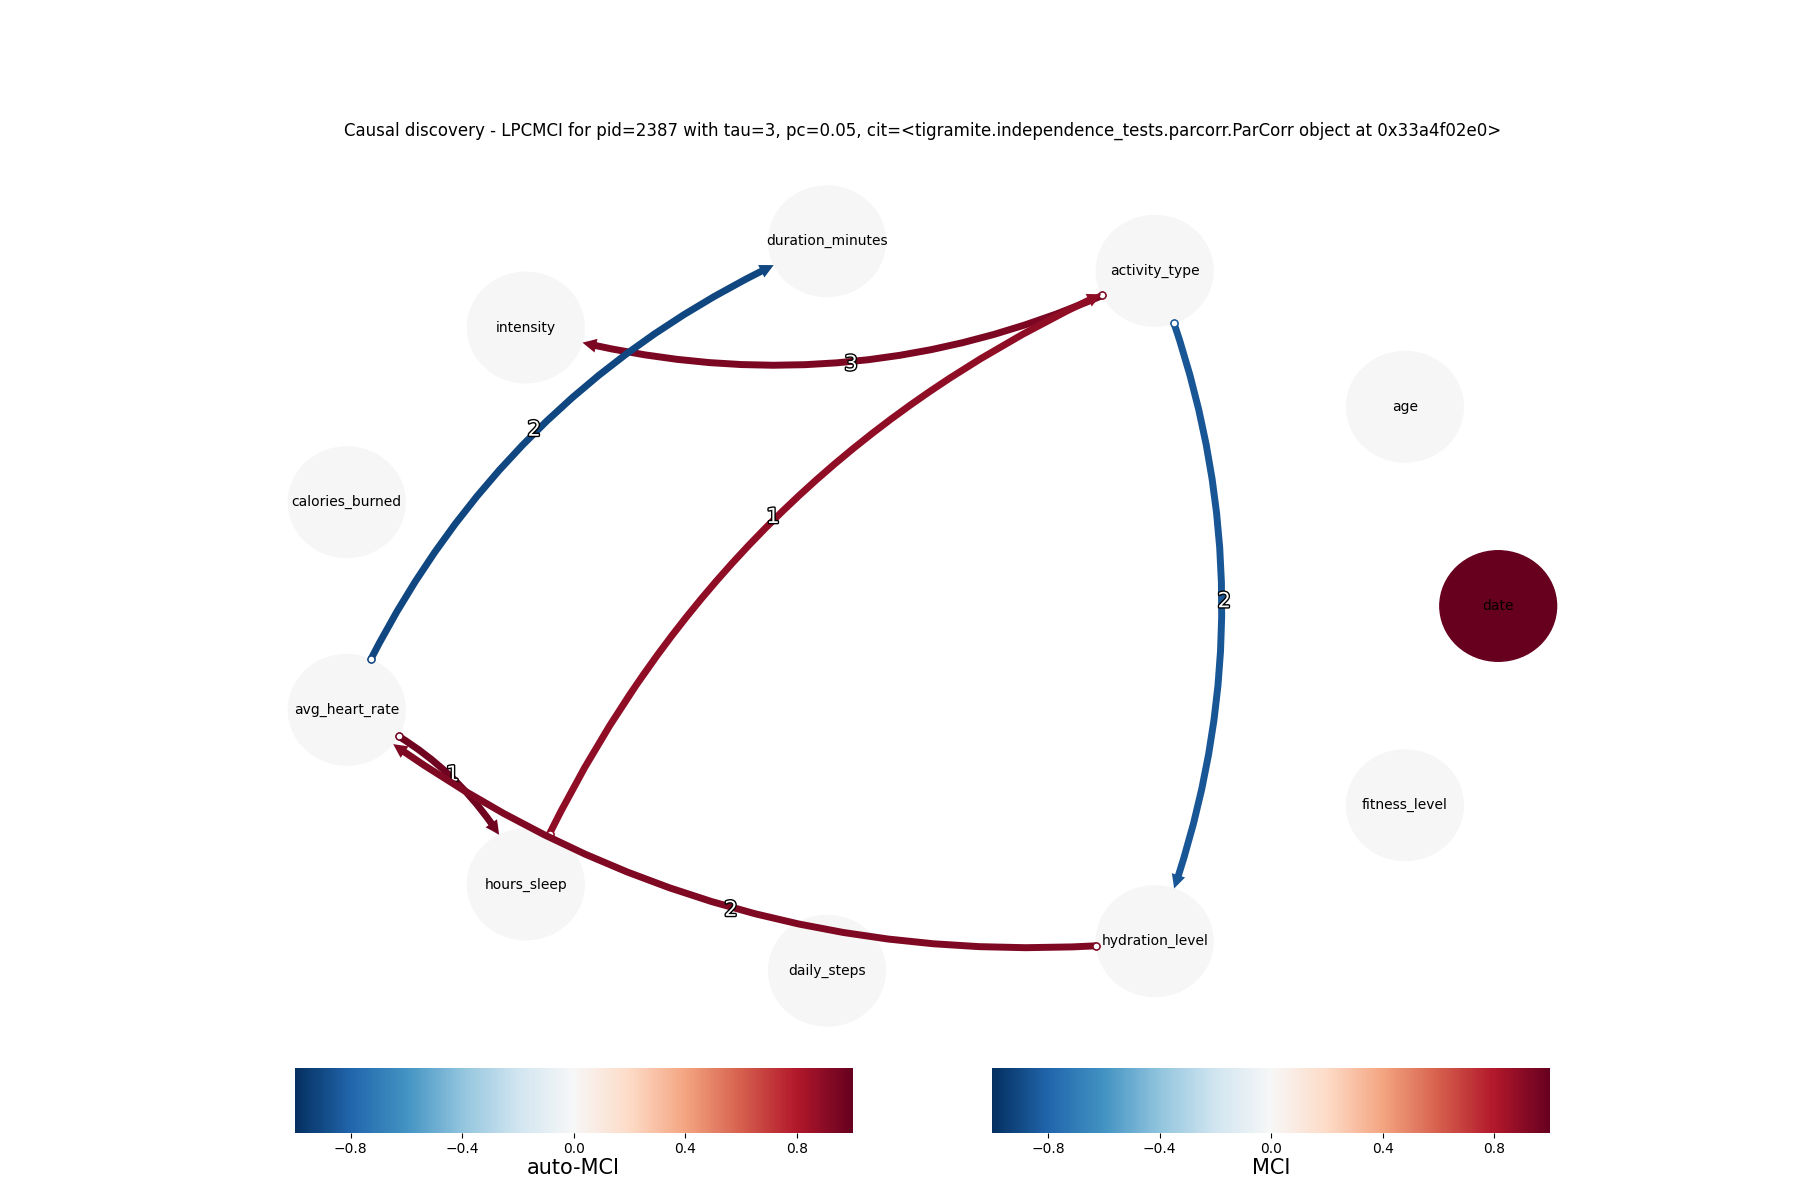 Causal discovery - LPCMCI for pid=2387 with tau=3, pc=0.05, cit=<tigramite.independence_tests.parcorr.ParCorr object at 0x33a4f02e0>
duration_minutes
activity_type
intensity
3
age
2
calories_burned
1
2
date
avg_heart_rate
1
fitness_level
hours_sleep
2
hydration_level
daily_steps
−0.8 −0.4 0.0 0.4 0.8
auto-MCI
−0.8 −0.4 0.0 0.4 0.8
MCI